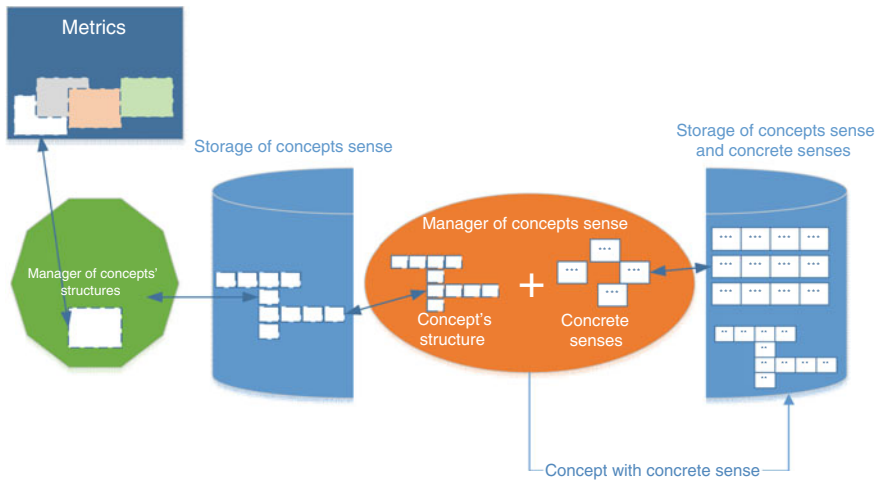 Metrics
Storage of concepts sense
Storage of concepts sense
and concrete senses
Manager of concepts'
structures
Manager of concepts sense
+
Concept's
structure
Concrete
senses
Concept with concrete sense